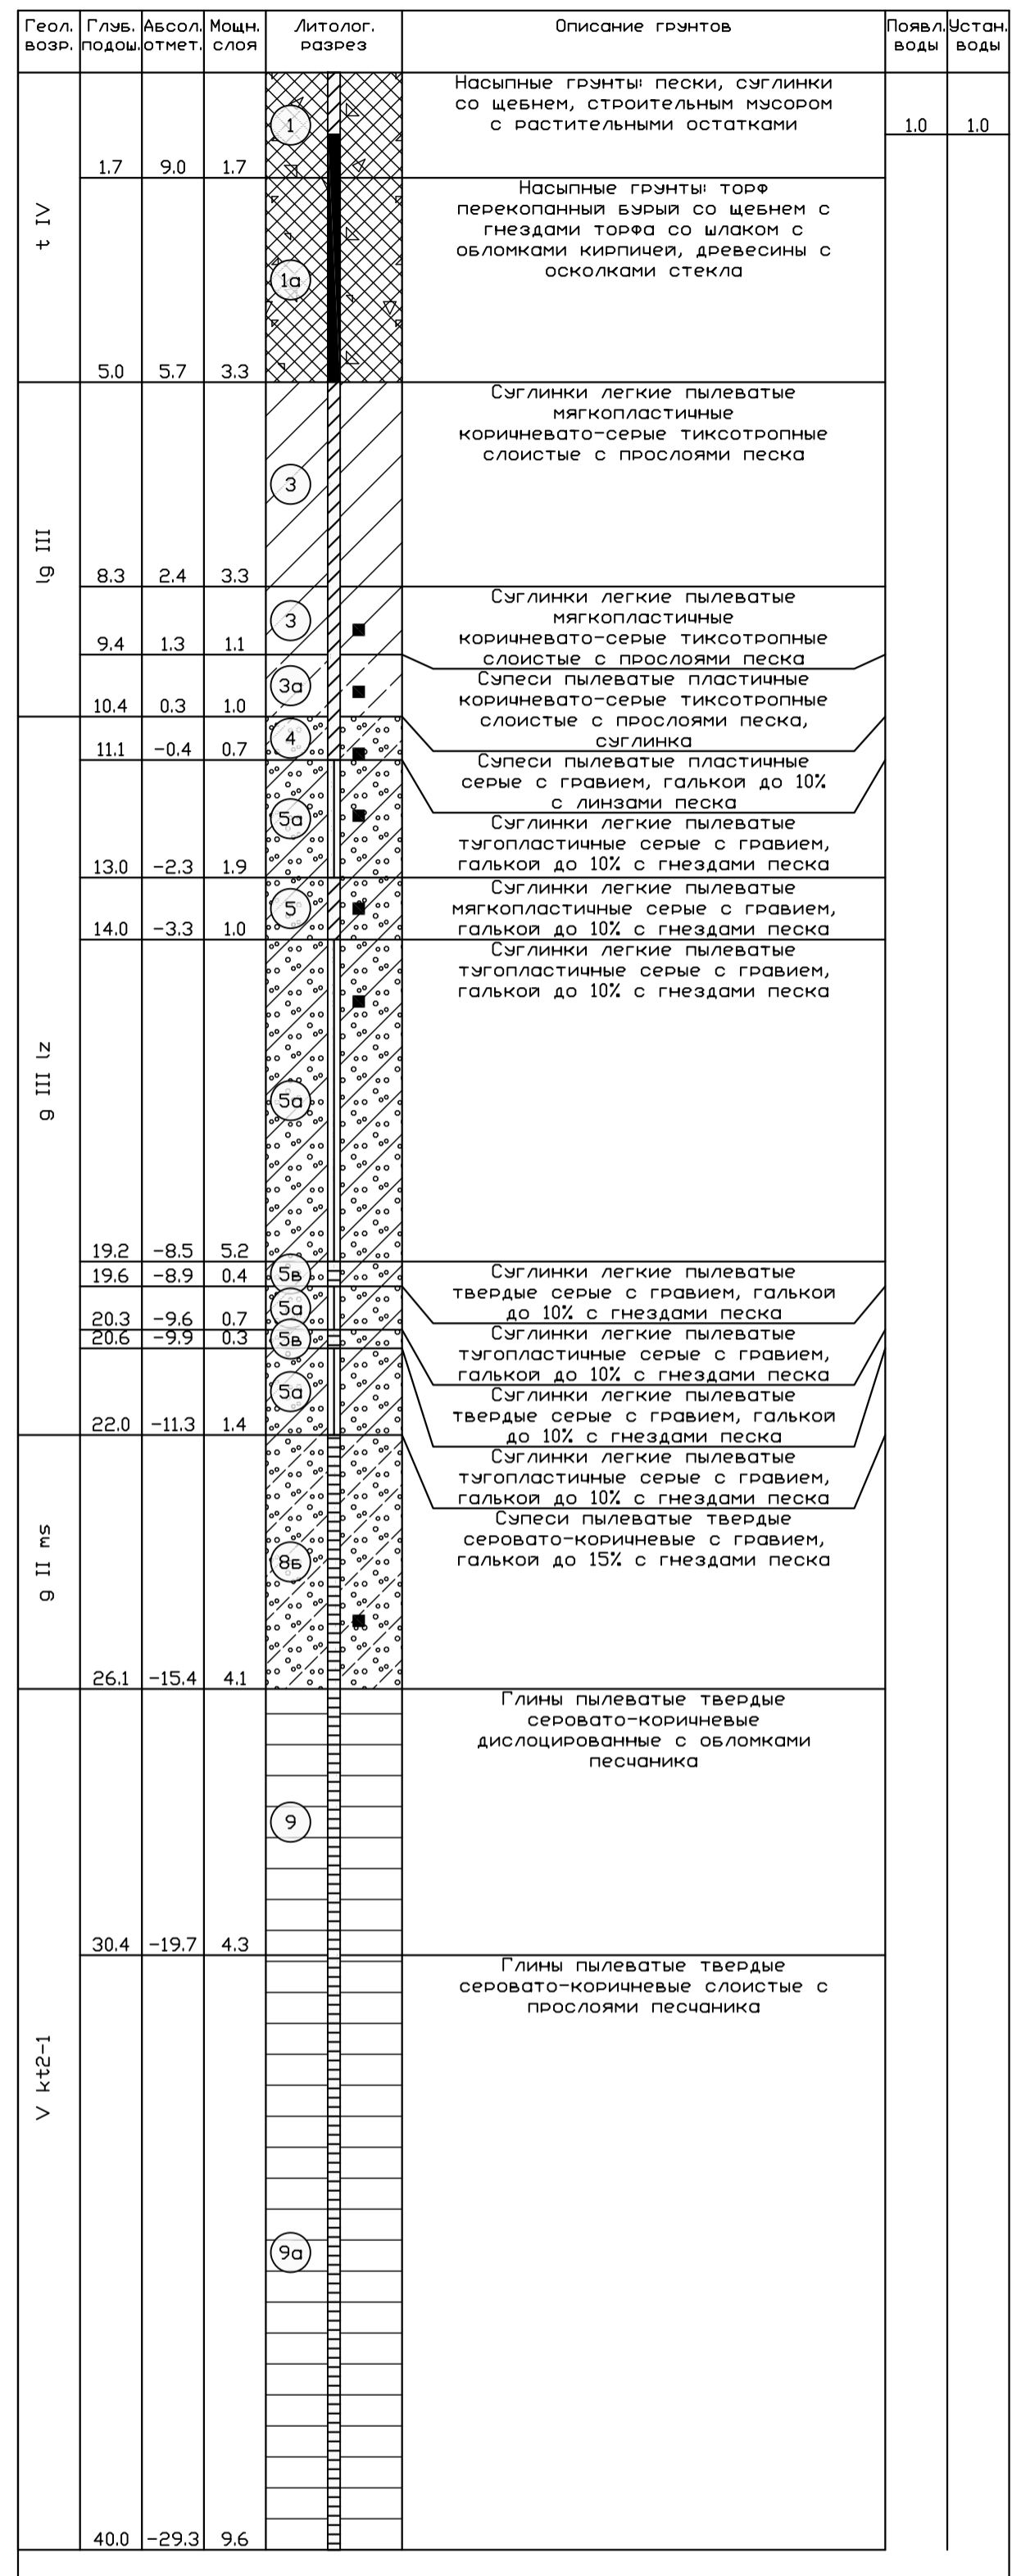 Геол. Глуб. Абсол. Мощн. Литолог. Описание грунтов Появл. Устан.
возр. подош. отмет. слоя разрез воды воды
t IV
Насыпные грунты: пески, суглинки
со щебнем, строительным мусором
с растительными остатками
1
1.0 1.0
1.7 9.0 1.7
Насыпные грунты: торф
перекопанный бурый со щебнем с
гнездами торфа со шлаком с
обломками кирпичей, древесины с
осколками стекла
1а
5.0 5.7 3.3
lg III
Суглинки легкие пылеватые
мягкопластичные
коричневато-серые тиксотропные
слоистые с прослоями песка
3
8.3 2.4 3.3
Суглинки легкие пылеватые
мягкопластичные
коричневато-серые тиксотропные
слоистые с прослоями песка
3
9.4 1.3 1.1
Супеси пылеватые пластичные
коричневато-серые тиксотропные
слоистые с прослоями песка,
суглинка
3а
10.4 0.3 1.0
g III lz
Супеси пылеватые пластичные
серые с гравием, галькой до 10%
с линзами песка
4
11.1 -0.4 0.7
Суглинки легкие пылеватые
тугопластичные серые с гравием,
галькой до 10% с гнездами песка
5а
13.0 -2.3 1.9
Суглинки легкие пылеватые
мягкопластичные серые с гравием,
галькой до 10% с гнездами песка
5
14.0 -3.3 1.0
Суглинки легкие пылеватые
тугопластичные серые с гравием,
галькой до 10% с гнездами песка
5а
19.2 -8.5 5.2
Суглинки легкие пылеватые
твердые серые с гравием, галькой
до 10% с гнездами песка
5в
19.6 -8.9 0.4
Суглинки легкие пылеватые
тугопластичные серые с гравием,
галькой до 10% с гнездами песка
5а
20.3 -9.6 0.7
Суглинки легкие пылеватые
твердые серые с гравием, галькой
до 10% с гнездами песка
5в
20.6 -9.9 0.3
Суглинки легкие пылеватые
тугопластичные серые с гравием,
галькой до 10% с гнездами песка
5а
22.0 -11.3 1.4
g II ms
Супеси пылеватые твердые
серовато-коричневые с гравием,
галькой до 15% с гнездами песка
8Б
26.1 -15.4 4.1
V kt2-1
Глины пылеватые твердые
серовато-коричневые
дислоцированные с обломками
песчаника
9
30.4 -19.7 4.3
Глины пылеватые твердые
серовато-коричневые слоистые с
прослоями песчаника
9а
40.0 -29.3 9.6